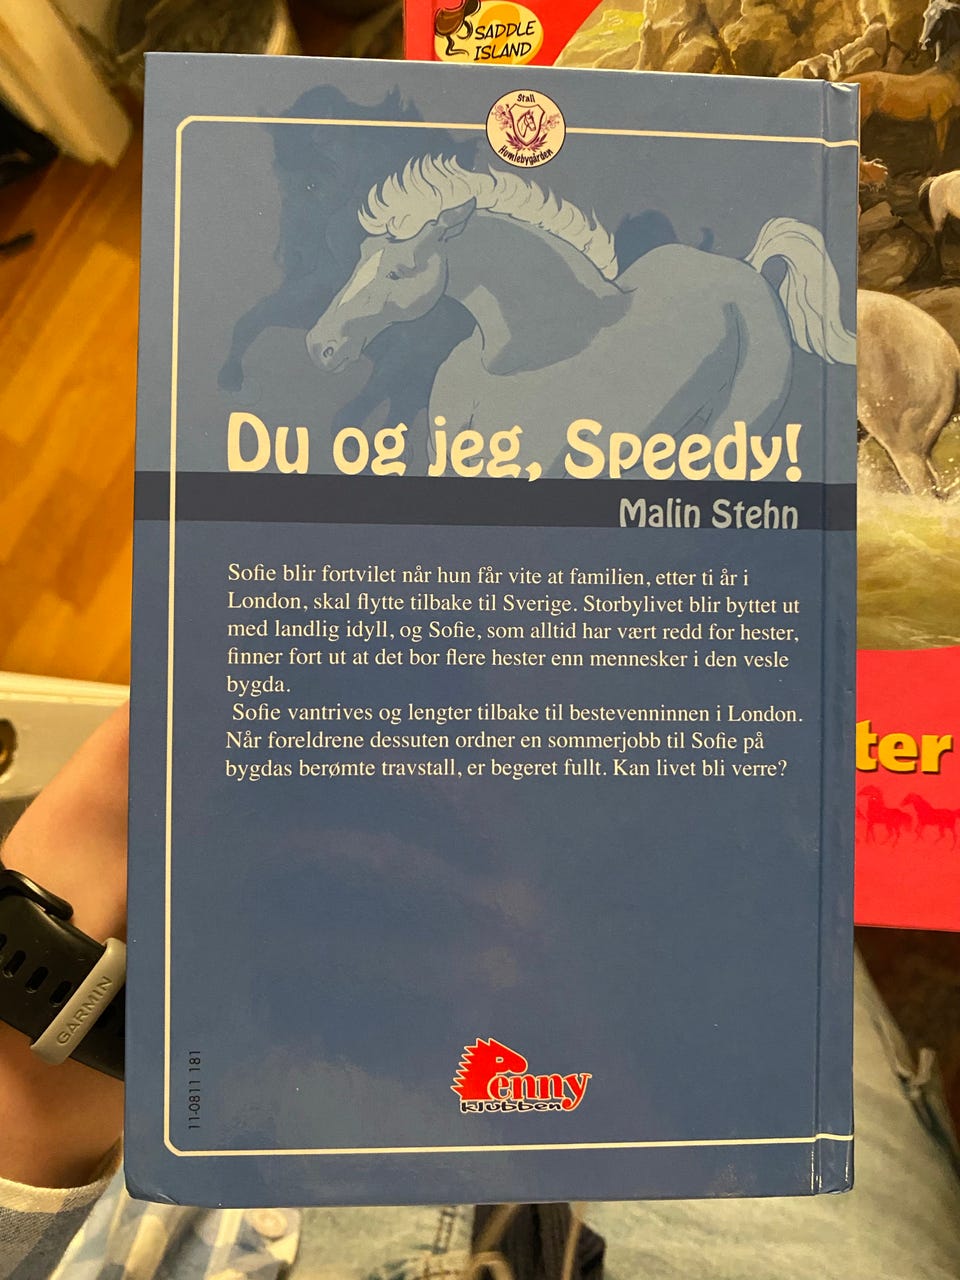 SADDLE
ISLAND
Stall
Humlebygården
Du og jeg, Speedy!
Malin Stehn
Sofie blir fortvilet når hun får vite at familien, etter ti år i
London, skal flytte tilbake til Sverige. Storbylivet blir byttet ut
med landlig idyll, og Sofie, som alltid har vært redd for hester,
finner fort ut at det bor flere hester enn mennesker i den vesle
bygda.
Sofie vantrives og lengter tilbake til bestevenninnen i London.
Når foreldrene dessuten ordner en sommerjobb til Sofie på
bygdas berømte travstall, er begeret fullt. Kan livet bli verre?
ter
GARMIN
11-0811 181
Penny
klubben